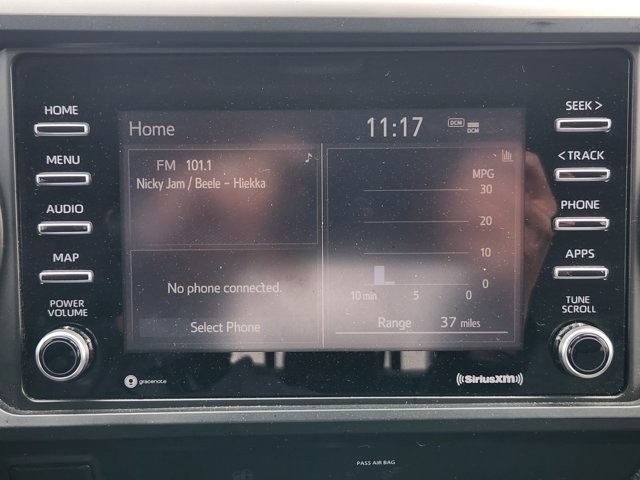 HOME
MENU
AUDIO
MAP
POWER
VOLUME
Home
11:17
DCM
DCM
FM 101.1
Nicky Jam / Beele - Hiekka
No phone connected.
Select Phone
MPG
30
20
10
0
10 min 5 0
Range 37 miles
SEEK >
< TRACK
PHONE
APPS
TUNE
SCROLL
gracenote
((SiriusXM))
PASS AIR BAG